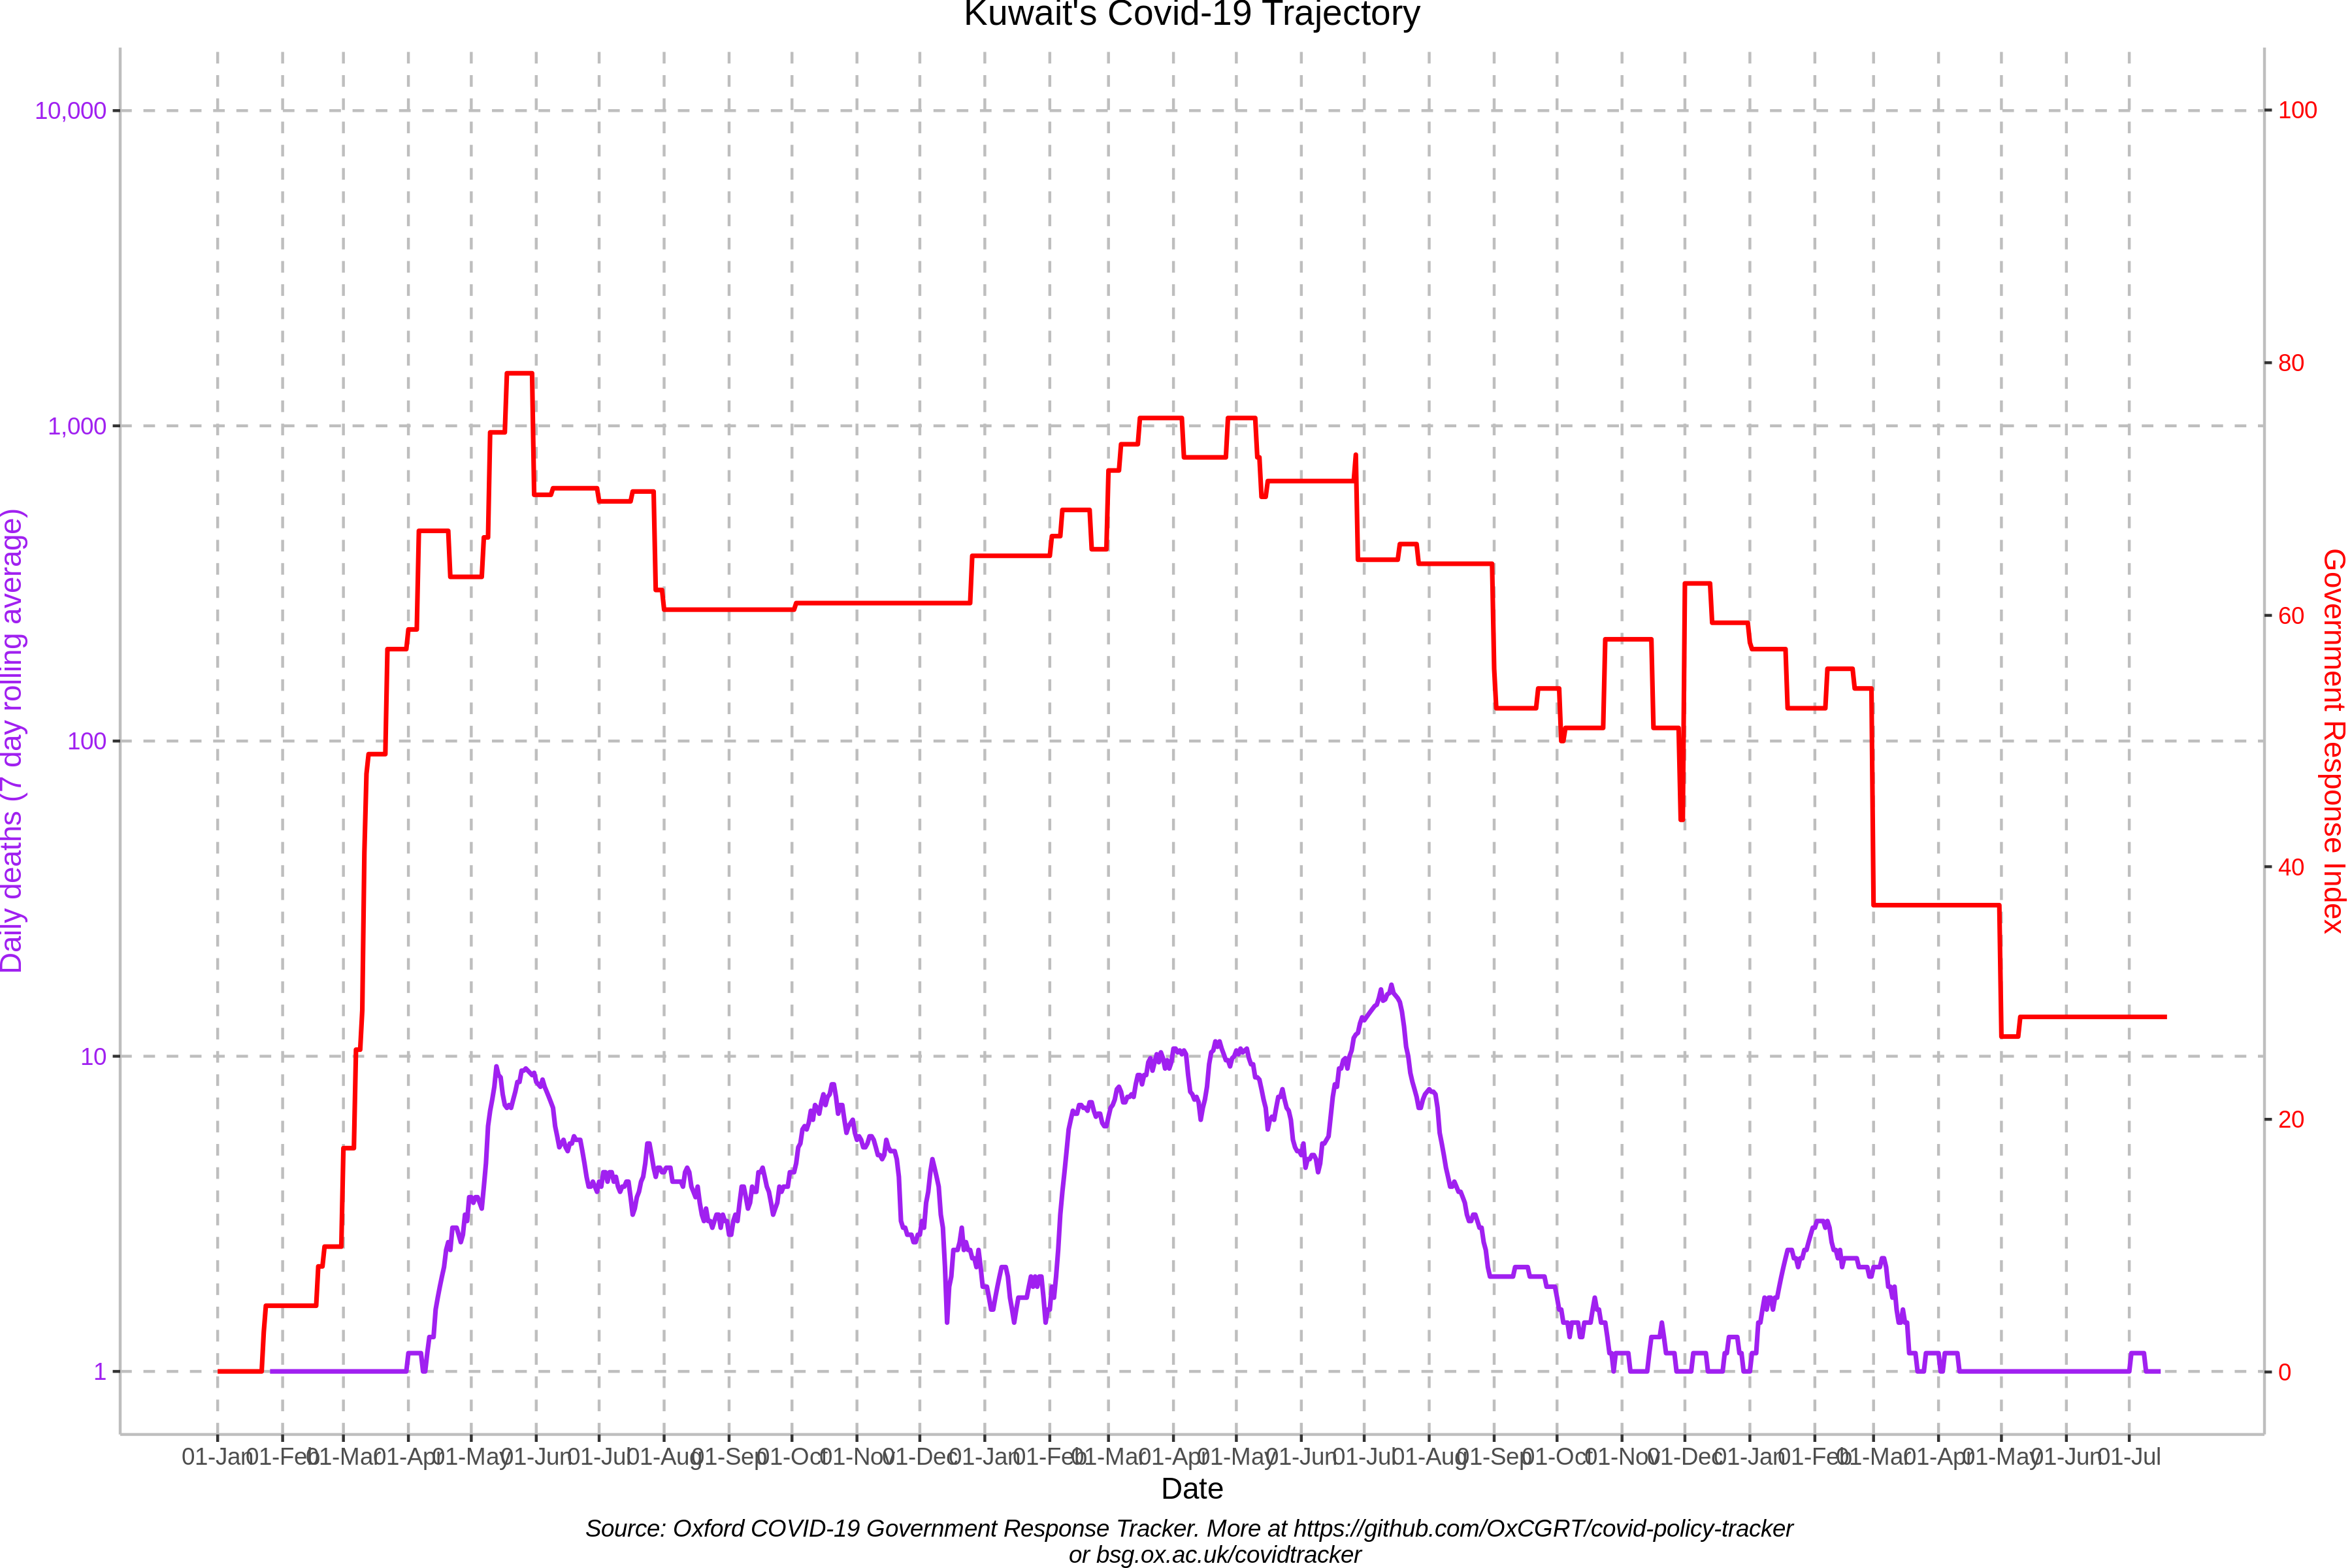 Kuwait's Covid-19 Trajectory
10,000
1,000
100
10
1
Daily deaths (7 day rolling average)
100
80
60
40
20
0
Government Response Index
01-Jan 01-Feb 01-Mar 01-Apr 01-May 01-Jun 01-Jul 01-Aug 01-Sep 01-Oct 01-Nov 01-Dec 01-Jan 01-Feb 01-Mar 01-Apr 01-May 01-Jun 01-Jul 01-Aug 01-Sep 01-Oct 01-Nov 01-Dec 01-Jan 01-Feb 01-Mar 01-Apr 01-May 01-Jun 01-Jul
Date
Source: Oxford COVID-19 Government Response Tracker. More at https://github.com/OxCGRT/covid-policy-tracker
or bsg.ox.ac.uk/covidtracker